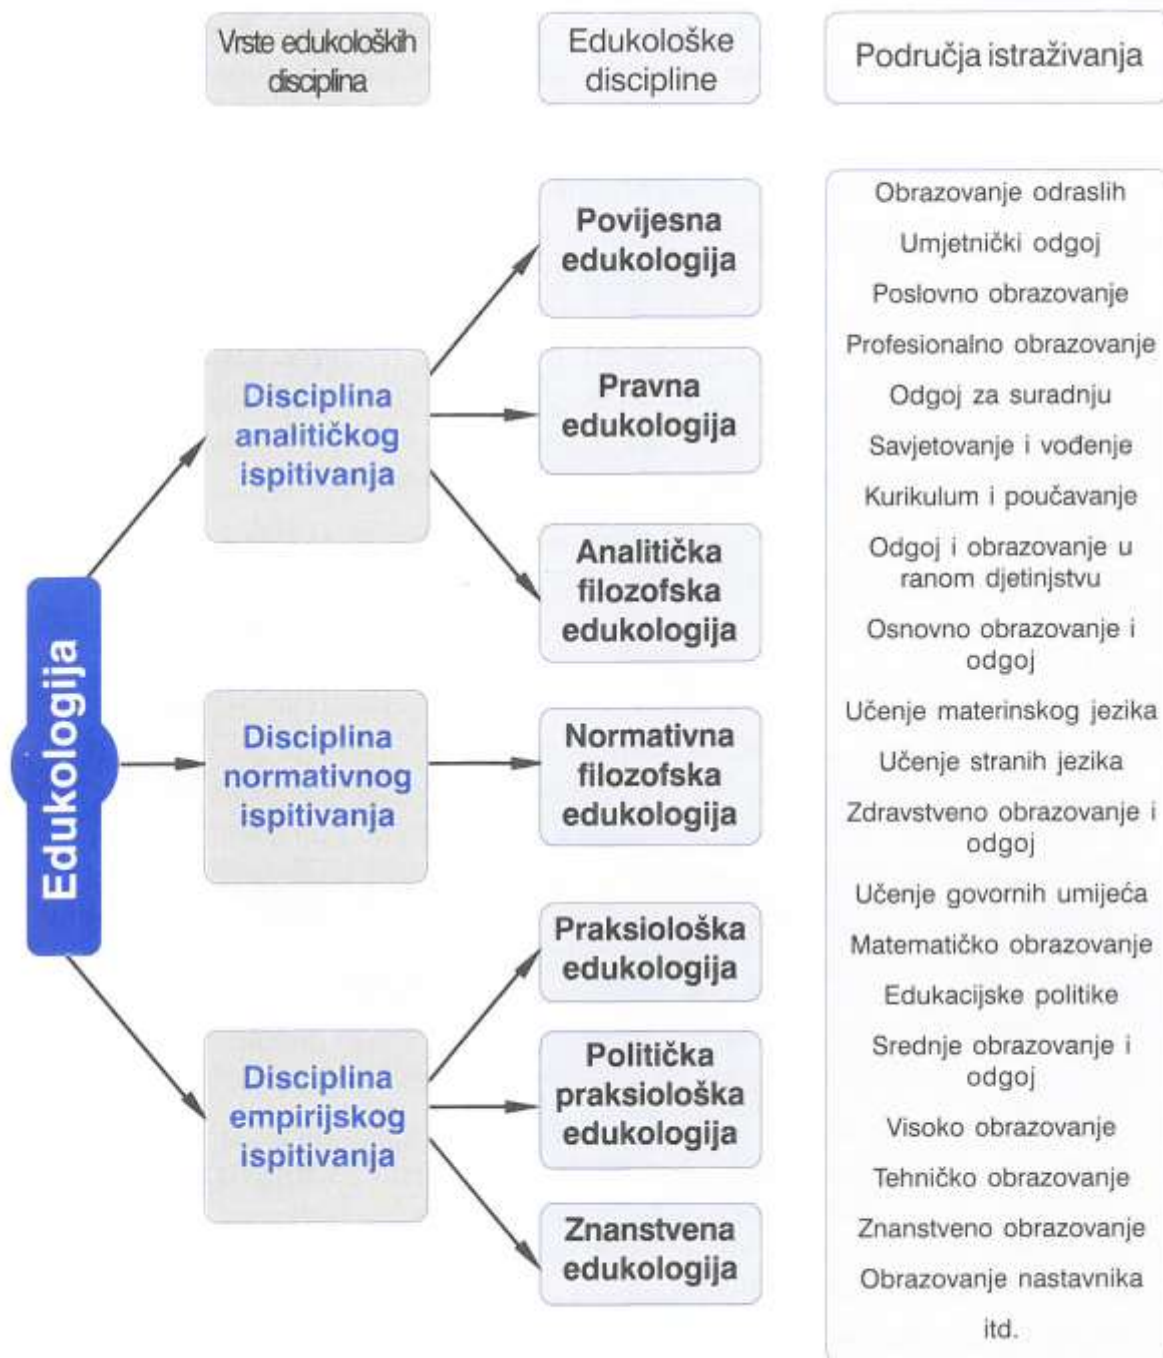 Vrste edukoloških
disciplina
Edukološke
discipline
Područja istraživanja
Edukologija
Disciplina
analitičkog
ispitivanja
Disciplina
normativnog
ispitivanja
Disciplina
empirijskog
ispitivanja
Povijesna
edukologija
Pravna
edukologija
Analitička
filozofska
edukologija
Normativna
filozofska
edukologija
Praksiološka
edukologija
Politička
praksiološka
edukologija
Znanstvena
edukologija
Obrazovanje odraslih
Umjetnički odgoj
Poslovno obrazovanje
Profesionalno obrazovanje
Odgoj za suradnju
Savjetovanje i vođenje
Kurikulum i poučavanje
Odgoj i obrazovanje u
ranom djetinjstvu
Osnovno obrazovanje i
odgoj
Učenje materinskog jezika
Učenje stranih jezika
Zdravstveno obrazovanje i
odgoj
Učenje govornih umijeća
Matematičko obrazovanje
Edukacijske politike
Srednje obrazovanje i
odgoj
Visoko obrazovanje
Tehničko obrazovanje
Znanstveno obrazovanje
Obrazovanje nastavnika
itd.